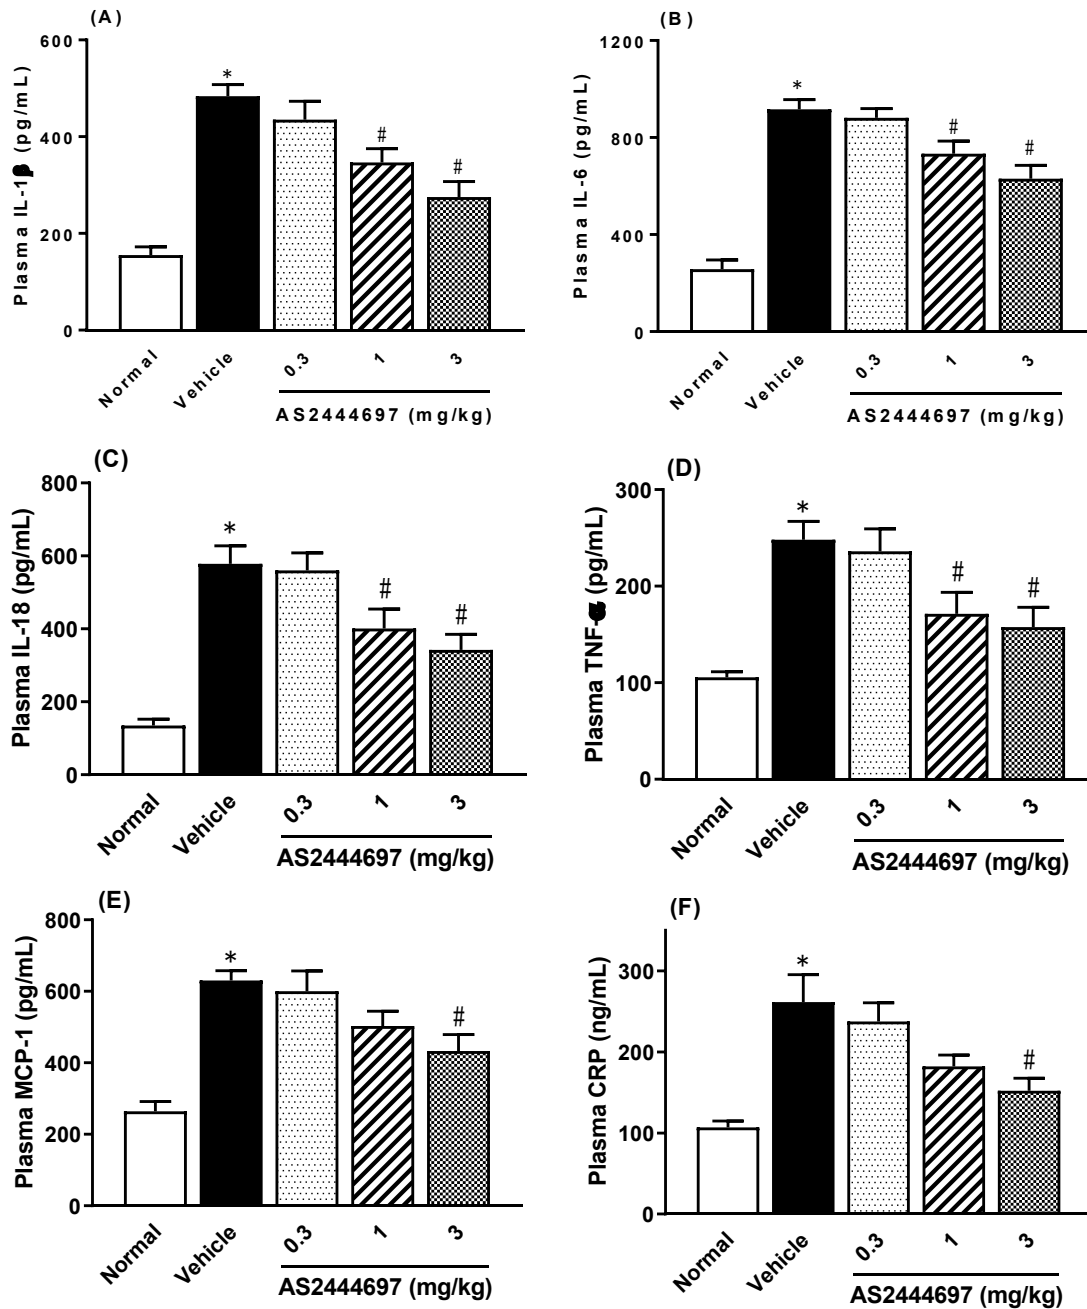 (A)
Plasma IL-1β (pg/mL)
600
400
200
0
*
#
#
Normal
Vehicle
0.3
1
3
AS2444697 (mg/kg)
(B)
Plasma IL-6 (pg/mL)
1200
800
400
0
*
#
#
Normal
Vehicle
0.3
1
3
AS2444697 (mg/kg)
(C)
Plasma IL-18 (pg/mL)
800
600
400
200
0
*
#
#
Normal
Vehicle
0.3
1
3
AS2444697 (mg/kg)
(D)
Plasma TNF-α (pg/mL)
300
200
100
0
*
#
#
Normal
Vehicle
0.3
1
3
AS2444697 (mg/kg)
(E)
Plasma MCP-1 (pg/mL)
800
600
400
200
0
*
#
Normal
Vehicle
0.3
1
3
AS2444697 (mg/kg)
(F)
Plasma CRP (ng/mL)
300
200
100
0
*
#
Normal
Vehicle
0.3
1
3
AS2444697 (mg/kg)